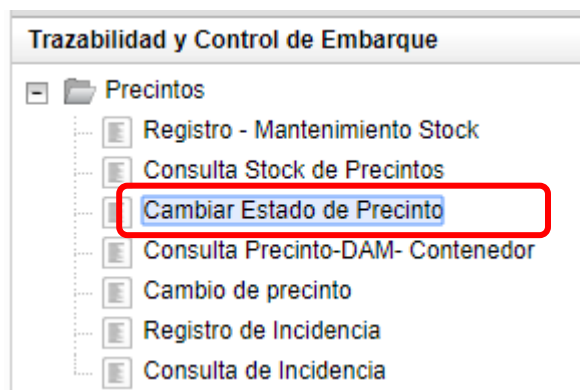 Trazabilidad y Control de Embarque
Precintos
Registro - Mantenimiento Stock
Consulta Stock de Precintos
Cambiar Estado de Precinto
Consulta Precinto-DAM- Contenedor
Cambio de precinto
Registro de Incidencia
Consulta de Incidencia